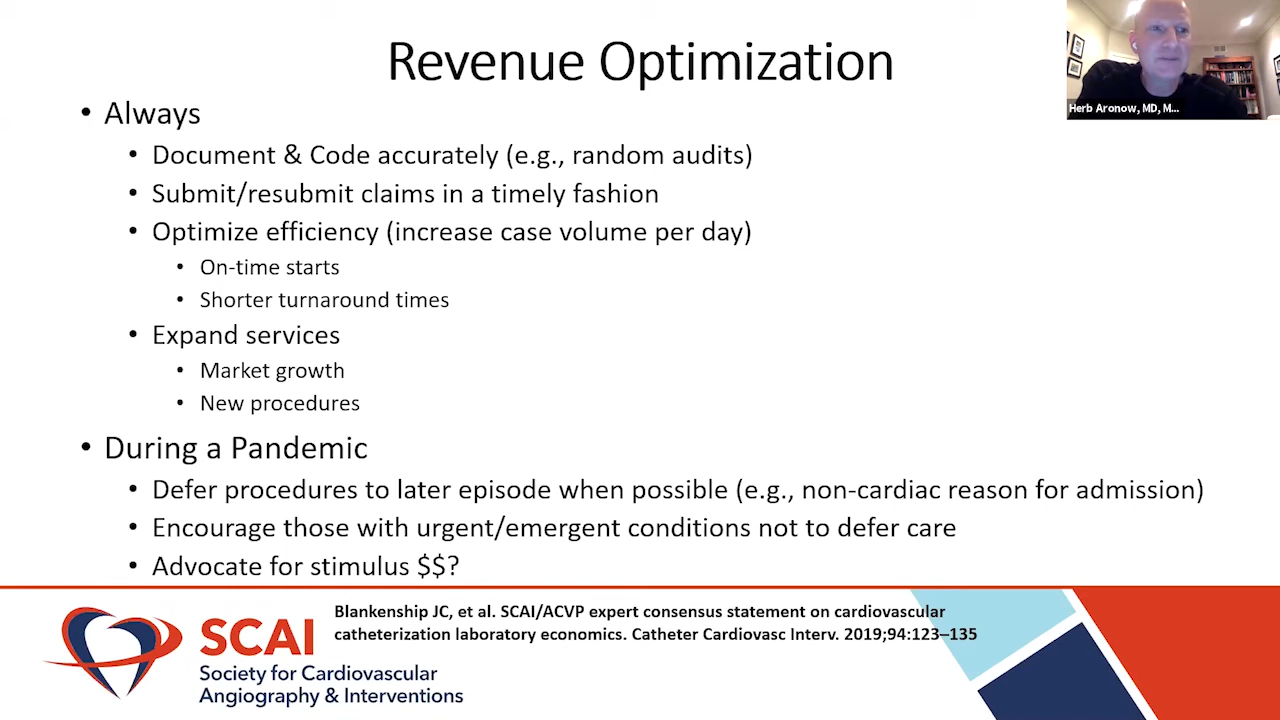 Revenue Optimization
Herb Aronow, MD, M...
• Always
• Document & Code accurately (e.g., random audits)
• Submit/resubmit claims in a timely fashion
• Optimize efficiency (increase case volume per day)
• On-time starts
• Shorter turnaround times
• Expand services
• Market growth
• New procedures
• During a Pandemic
• Defer procedures to later episode when possible (e.g., non-cardiac reason for admission)
• Encourage those with urgent/emergent conditions not to defer care
• Advocate for stimulus $$?
Blankenship JC, et al. SCAI/ACVP expert consensus statement on cardiovascular
catheterization laboratory economics. Catheter Cardiovasc Interv. 2019;94:123–135
SCAI
Society for Cardiovascular
Angiography & Interventions